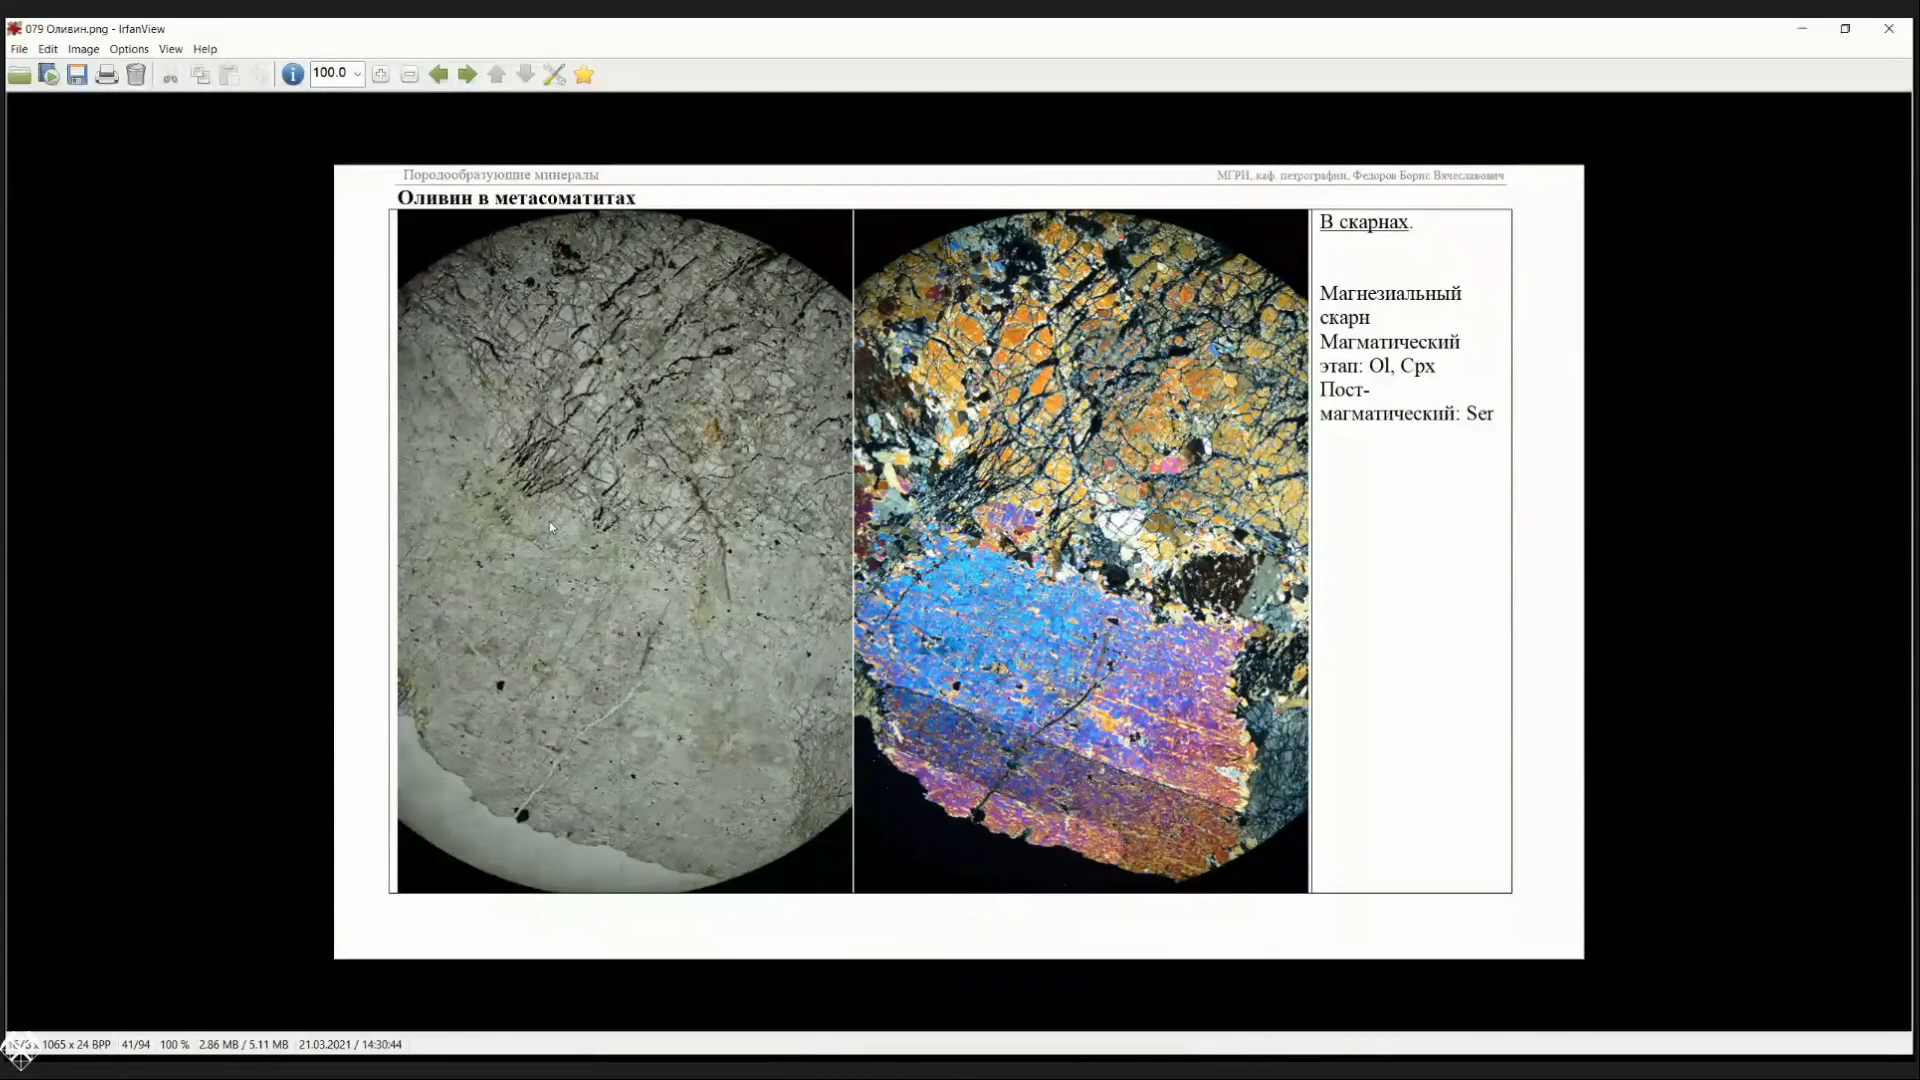 079 Оливин.png - IrfanView
File Edit Image Options View Help
100.0
Породообразующие минералы
МГРИ, каф. петрографии, Федоров Борис Вячеславович
Оливин в метасоматитах
В скарнах.
Магнезиальный
скарн
Магматический
этап: Ol, Cpx
Пост-
магматический: Ser
x 1065 x 24 BPP 41/94 100 % 2.86 MB / 5.11 MB 21.03.2021 / 14:30:44